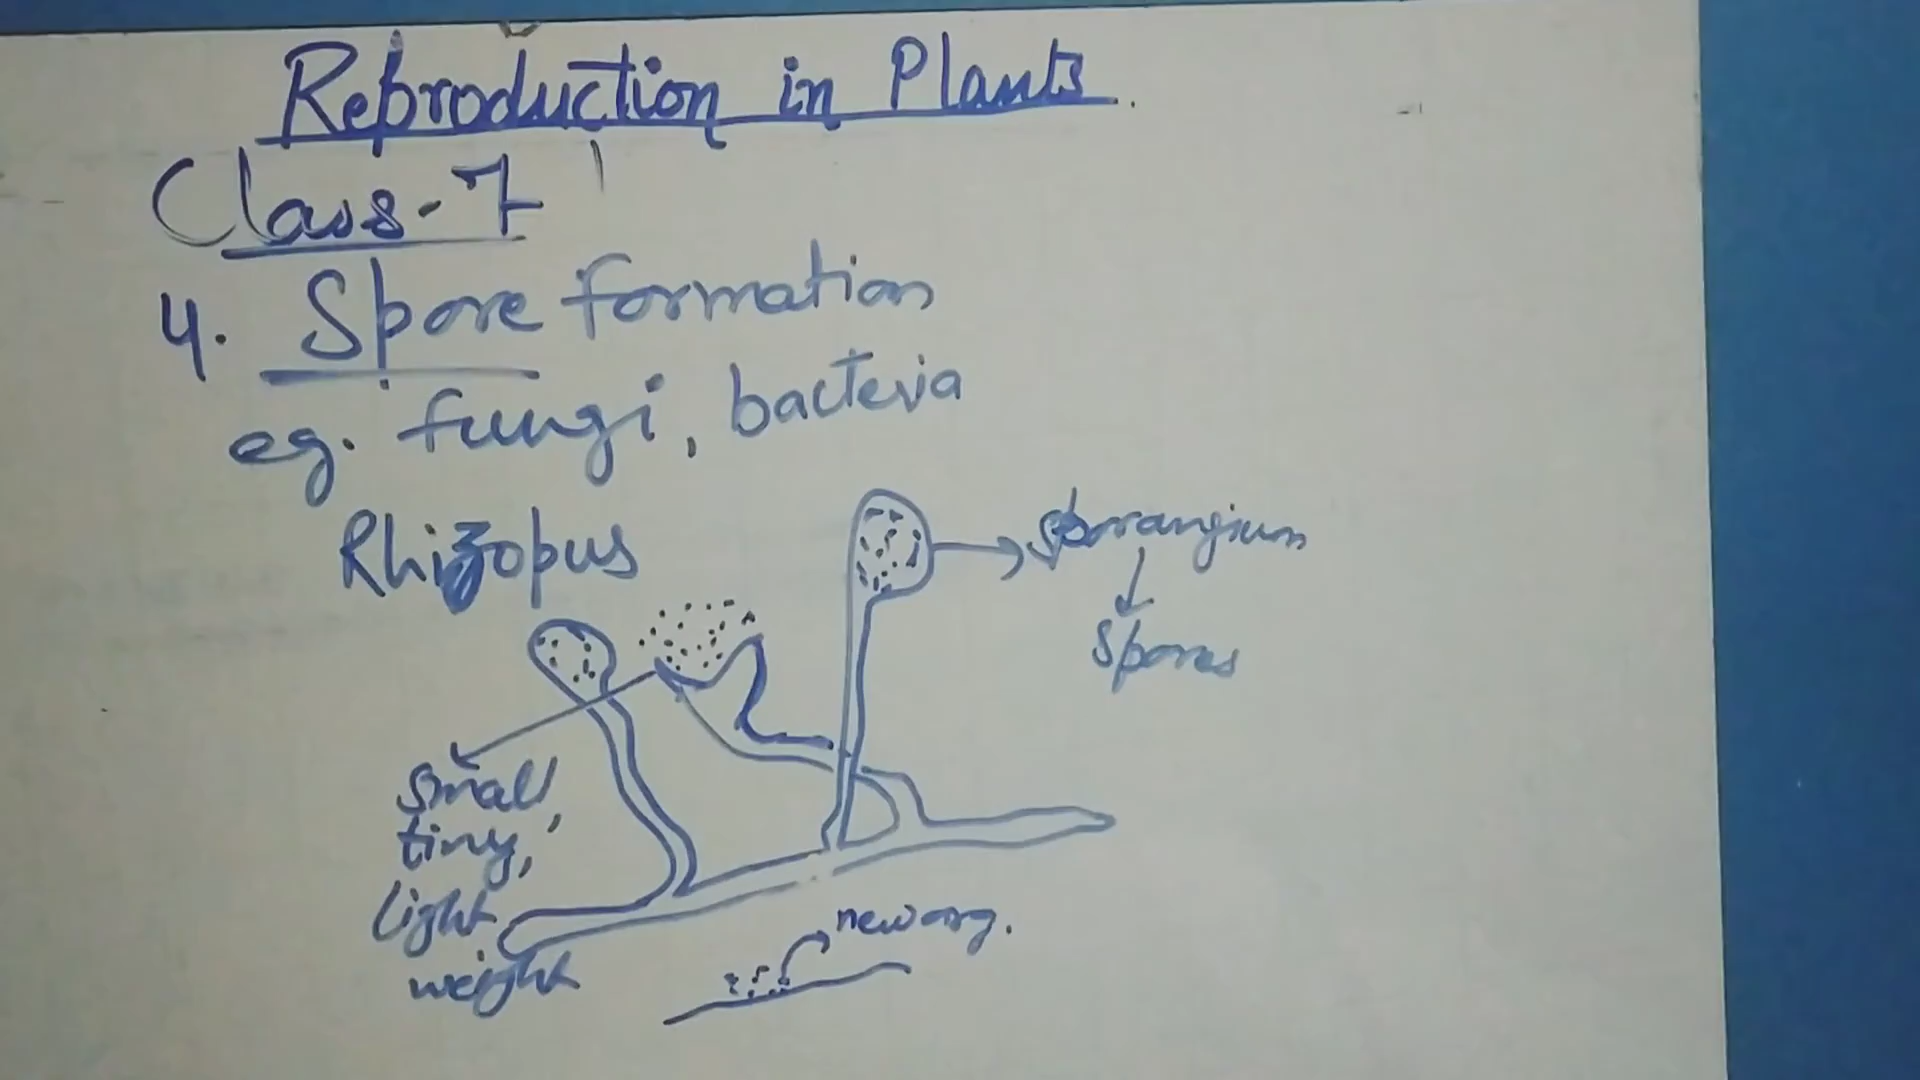 Reproduction in Plants.
Class-7
4. Spore formation
eg. fungi, bacteria
Rhizopus
Sporangium
Spores
small,
tiny,
light
weight
new org.